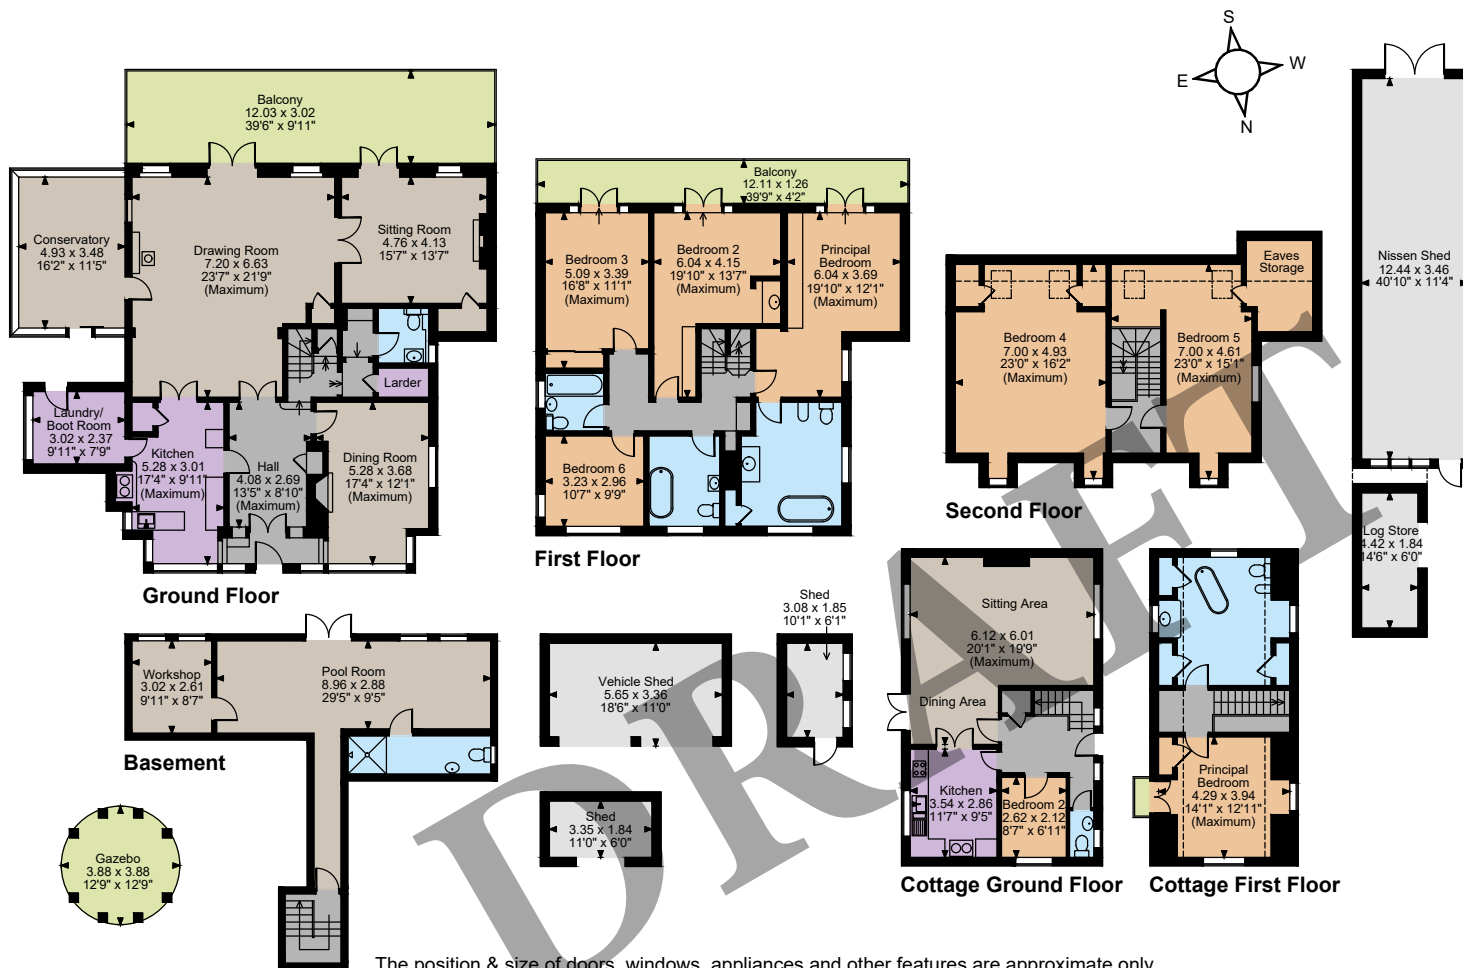 Balcony
12.03 x 3.02
39'6" x 9'11"
Conservatory
4.93 x 3.48
16'2" x 11'5"
Drawing Room
7.20 x 6.63
23'7" x 21'9"
(Maximum)
Sitting Room
4.76 x 4.13
15'7" x 13'7"
Larder
Laundry/
Boot Room
3.02 x 2.37
9'11" x 7'9"
Kitchen
5.28 x 3.01
17'4" x 9'11"
(Maximum)
Hall
4.08 x 2.69
13'5" x 8'10"
(Maximum)
Dining Room
5.28 x 3.68
17'4" x 12'1"
(Maximum)
Ground Floor
Balcony
12.11 x 1.26
39'9" x 4'2"
Bedroom 3
5.09 x 3.39
16'8" x 11'1"
(Maximum)
Bedroom 2
6.04 x 4.15
19'10" x 13'7"
(Maximum)
Principal
Bedroom
6.04 x 3.69
19'10" x 12'1"
(Maximum)
Bedroom 6
3.23 x 2.96
10'7" x 9'9"
First Floor
S
W
E
N
Eaves
Storage
Bedroom 4
7.00 x 4.93
23'0" x 16'2"
(Maximum)
Bedroom 5
7.00 x 4.61
23'0" x 15'1"
(Maximum)
Second Floor
Nissen Shed
12.44 x 3.46
40'10" x 11'4"
Log Store
4.42 x 1.84
14'6" x 6'0"
Workshop
3.02 x 2.61
9'11" x 8'7"
Pool Room
8.96 x 2.88
29'5" x 9'5"
Basement
Gazebo
3.88 x 3.88
12'9" x 12'9"
Vehicle Shed
5.65 x 3.36
18'6" x 11'0"
Shed
3.08 x 1.85
10'1" x 6'1"
Shed
3.35 x 1.84
11'0" x 6'0"
Sitting Area
6.12 x 6.01
20'1" x 19'9"
(Maximum)
Dining Area
Kitchen
3.54 x 2.86
11'7" x 9'5"
Bedroom 2
2.62 x 2.12
8'7" x 6'11"
Cottage Ground Floor
Principal
Bedroom
4.29 x 3.94
14'1" x 12'11"
(Maximum)
Cottage First Floor
DRAFT
The position & size of doors, windows, appliances and other features are approximate only.